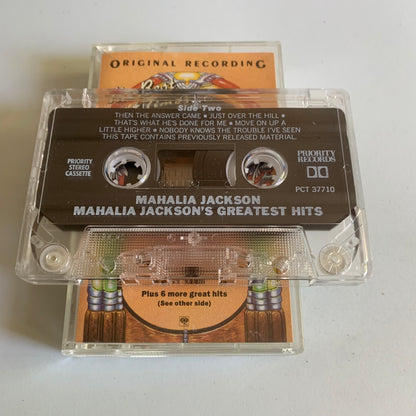 ORIGINAL RECORDING
Side Two
THEN THE ANSWER CAME • JUST OVER THE HILL •
THAT'S WHAT HE'S DONE FOR ME • MOVE ON UP A
LITTLE HIGHER • NOBODY KNOWS THE TROUBLE I'VE SEEN
THIS TAPE CONTAINS PREVIOUSLY RELEASED MATERIAL.
PRIORITY
STEREO
CASSETTE
PRIORITY
RECORDS
PCT 37710
MAHALIA JACKSON
MAHALIA JACKSON'S GREATEST HITS
Plus 6 more great hits
(See other side)